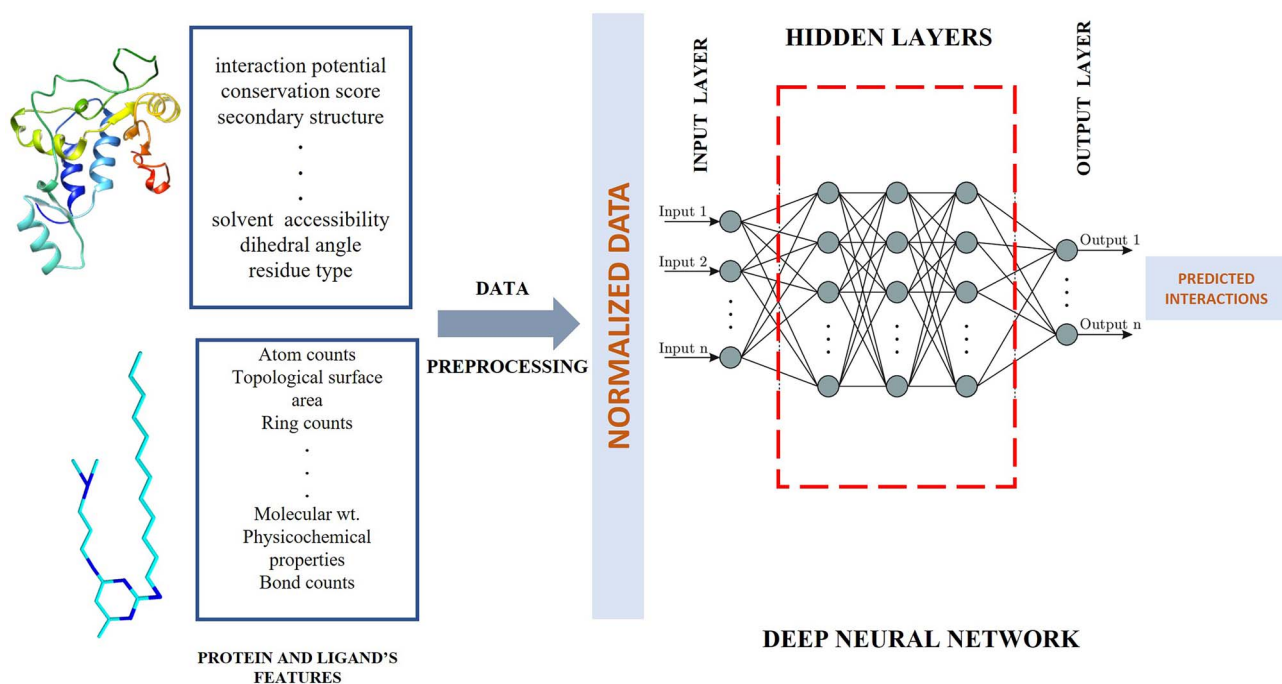 interaction potential
conservation score
secondary structure
.
.
.
solvent accessibility
dihedral angle
residue type
Atom counts
Topological surface
area
Ring counts
.
.
.
Molecular wt.
Physicochemical
properties
Bond counts
PROTEIN AND LIGAND'S
FEATURES
DATA
PREPROCESSING
NORMALIZED DATA
HIDDEN LAYERS
INPUT LAYER
Input 1
Input 2
Input n
OUTPUT LAYER
Output 1
Output n
PREDICTED
INTERACTIONS
DEEP NEURAL NETWORK